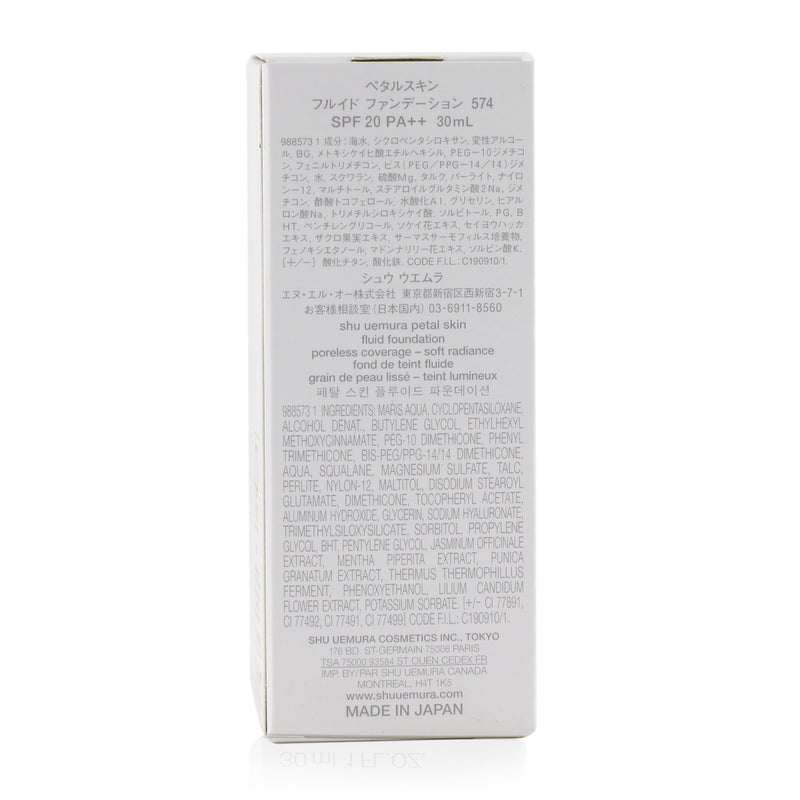 ペタルスキン
フルイド ファンデーション 574
SPF 20 PA++ 30mL
988573 1 成分：海水, シクロペンタシロキサン, 変性アルコー
ル, BG, メトキシケイヒ酸エチルヘキシル, PEG－10ジメチコ
ン, フェニルトリメチコン, ビス(PEG／PPG－14／14)ジメ
チコン, 水, スクワラン, 硫酸Mg, タルク, パーライト, ナイロ
ン－12, マルチトール, ステアロイルグルタミン酸2Na, ジメ
チコン, 酢酸トコフェロール, 水酸化Al, グリセリン, ヒアル
ロン酸Na, トリメチルシロキシケイ酸, ソルビトール, PG, B
HT, ペンチレングリコール, ソケイ花エキス, セイヨウハッカ
エキス, ザクロ果実エキス, サーマスサーモフィルス培養物,
フェノキシエタノール, マドンナリリー花エキス, ソルビン酸K.
[＋/－] 酸化チタン, 酸化鉄. CODE F.I.L.: C190910/1.
シュウ ウエムラ
エヌ・エル・オー株式会社 東京都新宿区西新宿3-7-1
お客様相談室(日本国内) 03-6911-8560
shu uemura petal skin
fluid foundation
poreless coverage – soft radiance
fond de teint fluide
grain de peau lissé – teint lumineux
페탈 스킨 플루이드 파운데이션
988573 1 INGREDIENTS: MARIS AQUA, CYCLOPENTASILOXANE,
ALCOHOL DENAT., BUTYLENE GLYCOL, ETHYLHEXYL
METHOXYCINNAMATE, PEG-10 DIMETHICONE, PHENYL
TRIMETHICONE, BIS-PEG/PPG-14/14 DIMETHICONE,
AQUA, SQUALANE, MAGNESIUM SULFATE, TALC,
PERLITE, NYLON-12, MALTITOL, DISODIUM STEAROYL
GLUTAMATE, DIMETHICONE, TOCOPHERYL ACETATE,
ALUMINUM HYDROXIDE, GLYCERIN, SODIUM HYALURONATE,
TRIMETHYLSILOXYSILICATE, SORBITOL, PROPYLENE
GLYCOL, BHT, PENTYLENE GLYCOL, JASMINUM OFFICINALE
EXTRACT, MENTHA PIPERITA EXTRACT, PUNICA
GRANATUM EXTRACT, THERMUS THERMOPHILLUS
FERMENT, PHENOXYETHANOL, LILIUM CANDIDUM
FLOWER EXTRACT, POTASSIUM SORBATE. [+/- CI 77891,
CI 77492, CI 77491, CI 77499] CODE F.I.L.: C190910/1.
SHU UEMURA COSMETICS INC., TOKYO
176 BD. ST-GERMAIN 75006 PARIS
TSA 75000 93584 ST OUEN CEDEX FR
IMP. BY/PAR SHU UEMURA CANADA
MONTREAL, H4T 1K5
www.shuuemura.com
MADE IN JAPAN
30ml 1FL.OZ.